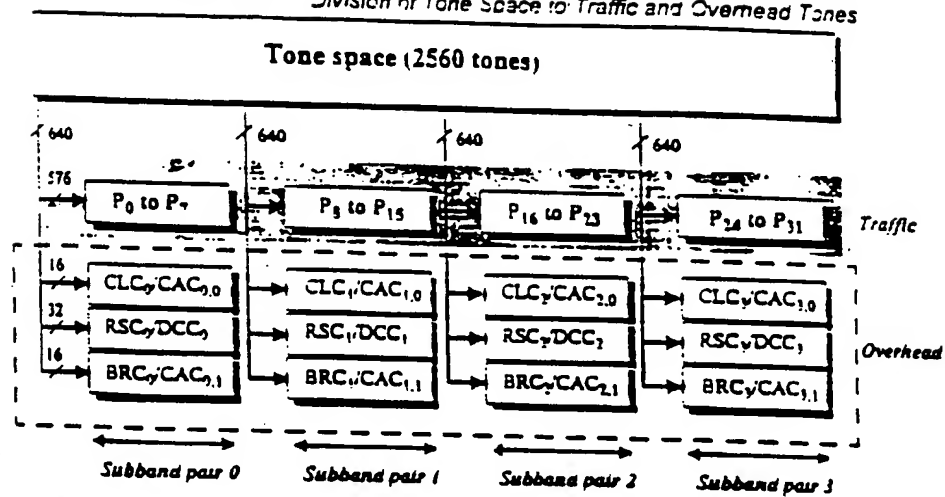 Division of Tone Space to Traffic and Overhead Tones
Tone space (2560 tones)
640 640 640 640
576
P0 to P7 P8 to P15 P16 to P23 P24 to P31 Traffic
16 CLC0/CAC0,0 CLC1/CAC1,0 CLC2/CAC2,0 CLC3/CAC3,0
32 RSC0/DCC0 RSC1/DCC1 RSC2/DCC2 RSC3/DCC3 Overhead
16 BRC0/CAC0,1 BRC1/CAC1,1 BRC2/CAC2,1 BRC3/CAC3,1
Subband pair 0 Subband pair 1 Subband pair 2 Subband pair 3